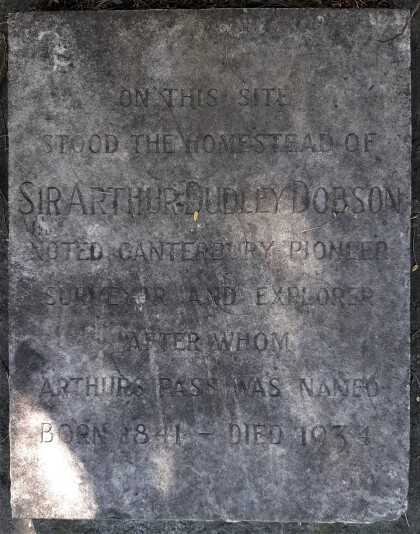 ON THIS SITE
STOOD THE HOMESTEAD OF
SIR ARTHUR DUDLEY DOBSON
NOTED CANTERBURY PIONEER
SURVEYOR AND EXPLORER
AFTER WHOM
ARTHURS PASS WAS NAMED
BORN 1841 – DIED 1934